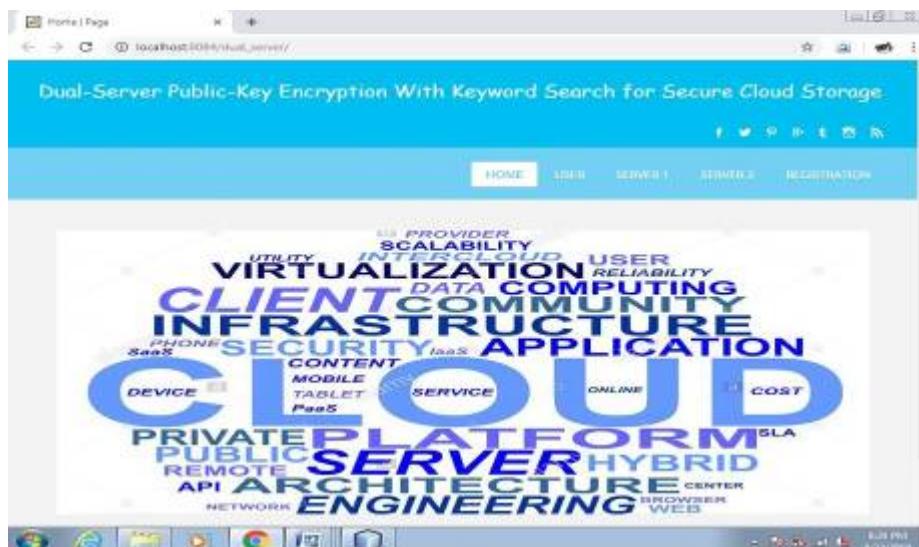 Home | Page
localhost:8084/dual_server/
Dual-Server Public-Key Encryption With Keyword Search for Secure Cloud Storage
HOME USER SERVER 1 SERVER 2 REGISTRATION
PROVIDER
SCALABILITY
UTILITY INTERCLOUD USER
VIRTUALIZATION RELIABILITY
DATA COMPUTING
CLIENT COMMUNITY
INFRASTRUCTURE
PHONE SECURITY IaaS APPLICATION
SaaS
CONTENT
CLOUD
MOBILE
DEVICE TABLET SERVICE ONLINE COST
PaaS
PRIVATE PLATFORM SLA
PUBLIC SERVER HYBRID
REMOTE
API ARCHITECTURE CENTER
NETWORK ENGINEERING BROWSER
WEB